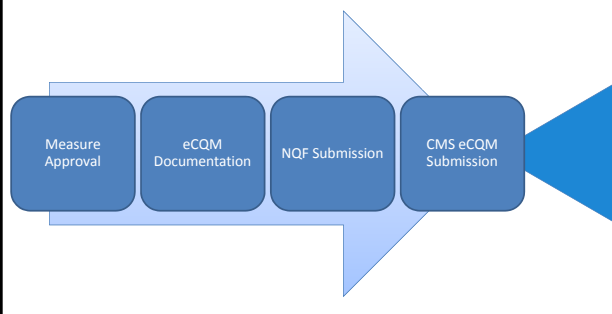 Measure
Approval
eCQM
Documentation
NQF Submission
CMS eCQM
Submission